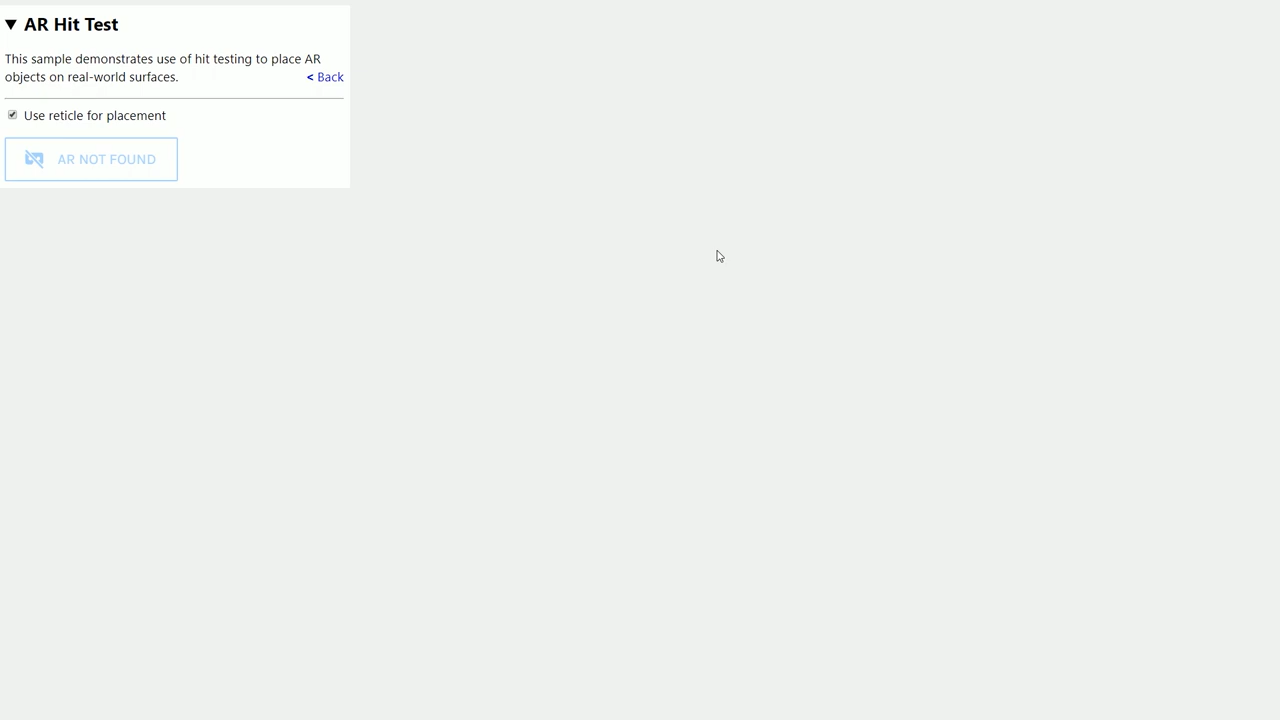 AR Hit Test
This sample demonstrates use of hit testing to place AR
objects on real-world surfaces.
< Back
Use reticle for placement
AR NOT FOUND